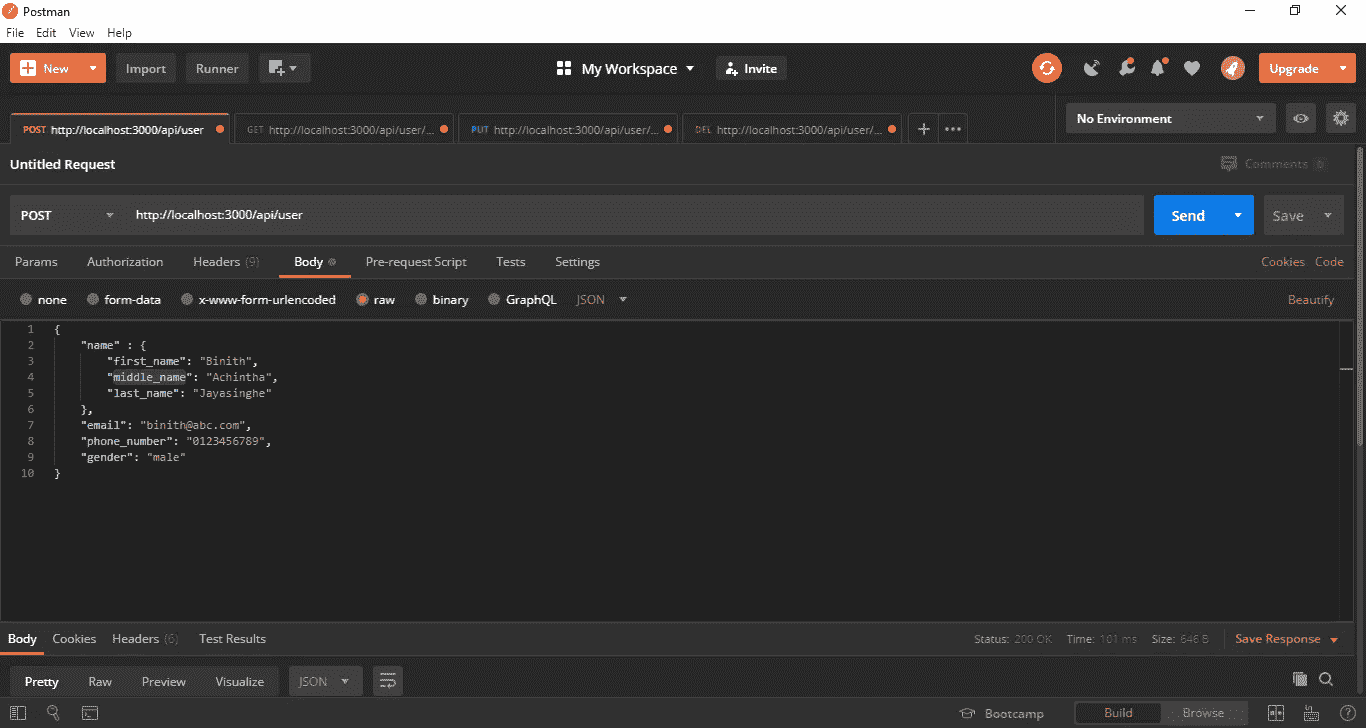 Postman
File Edit View Help
New Import Runner My Workspace Invite Upgrade
POST http://localhost:3000/api/user GET http://localhost:3000/api/user/... PUT http://localhost:3000/api/user/... DEL http://localhost:3000/api/user/... No Environment
Untitled Request Comments 0
POST http://localhost:3000/api/user Send Save
Params Authorization Headers (9) Body Pre-request Script Tests Settings Cookies Code
none form-data x-www-form-urlencoded raw binary GraphQL JSON Beautify
1 {
2 "name" : {
3 "first_name": "Binith",
4 "middle_name": "Achintha",
5 "last_name": "Jayasinghe"
6 },
7 "email": "binith@abc.com",
8 "phone_number": "0123456789",
9 "gender": "male"
10 }
Body Cookies Headers (6) Test Results Status: 200 OK Time: 101 ms Size: 646 B Save Response
Pretty Raw Preview Visualize JSON
Bootcamp Build Browse